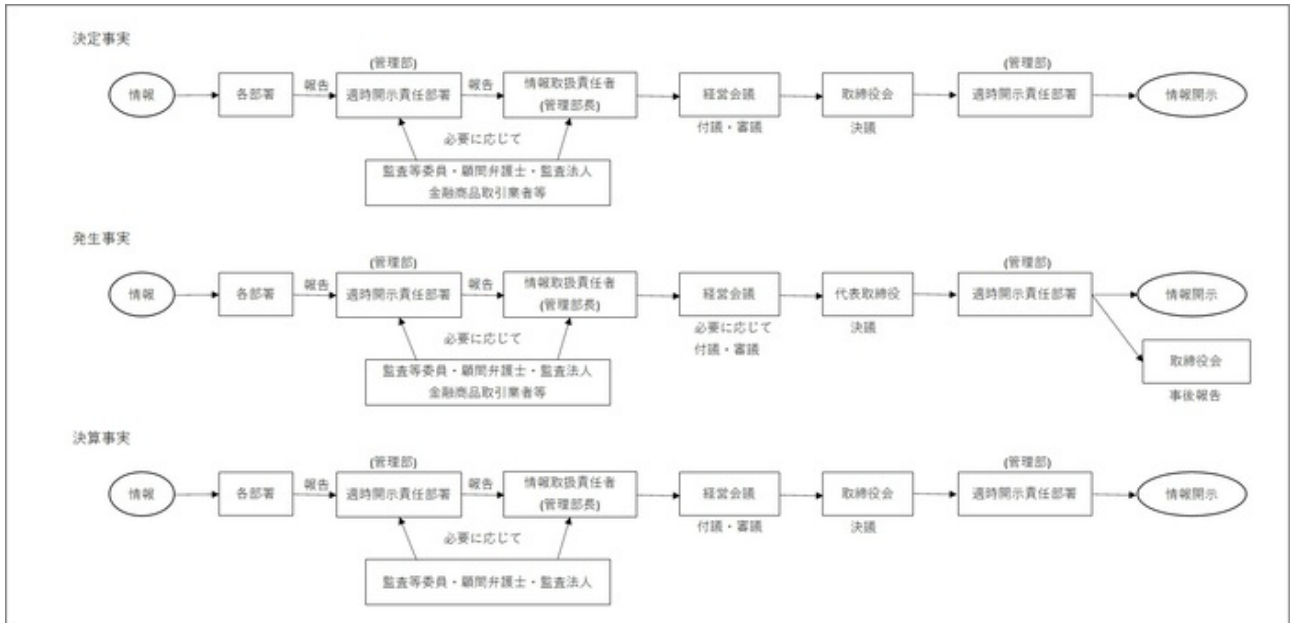 決定事実
(管理部)
(管理部)
情報
各部署
報告
適時開示責任部署
報告
情報取扱責任者
(管理部長)
経営会議
取締役会
適時開示責任部署
情報開示
付議・審議
決議
必要に応じて
監査等委員・顧問弁護士・監査法人
金融商品取引業者等
発生事実
(管理部)
(管理部)
情報
各部署
報告
適時開示責任部署
報告
情報取扱責任者
(管理部長)
経営会議
代表取締役
適時開示責任部署
情報開示
必要に応じて
付議・審議
決議
必要に応じて
監査等委員・顧問弁護士・監査法人
金融商品取引業者等
取締役会
事後報告
決算事実
(管理部)
(管理部)
情報
各部署
報告
適時開示責任部署
報告
情報取扱責任者
(管理部長)
経営会議
取締役会
適時開示責任部署
情報開示
付議・審議
決議
必要に応じて
監査等委員・顧問弁護士・監査法人